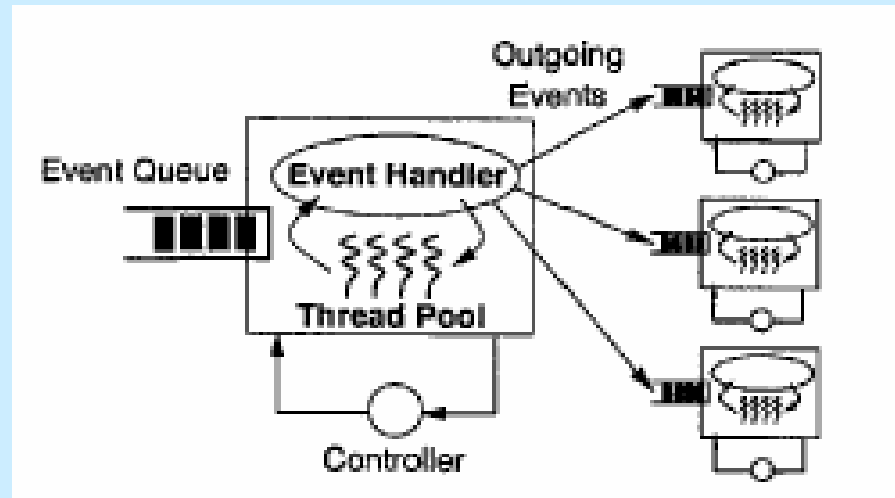 Outgoing
Events
Event Queue
Event Handler
Thread Pool
Controller